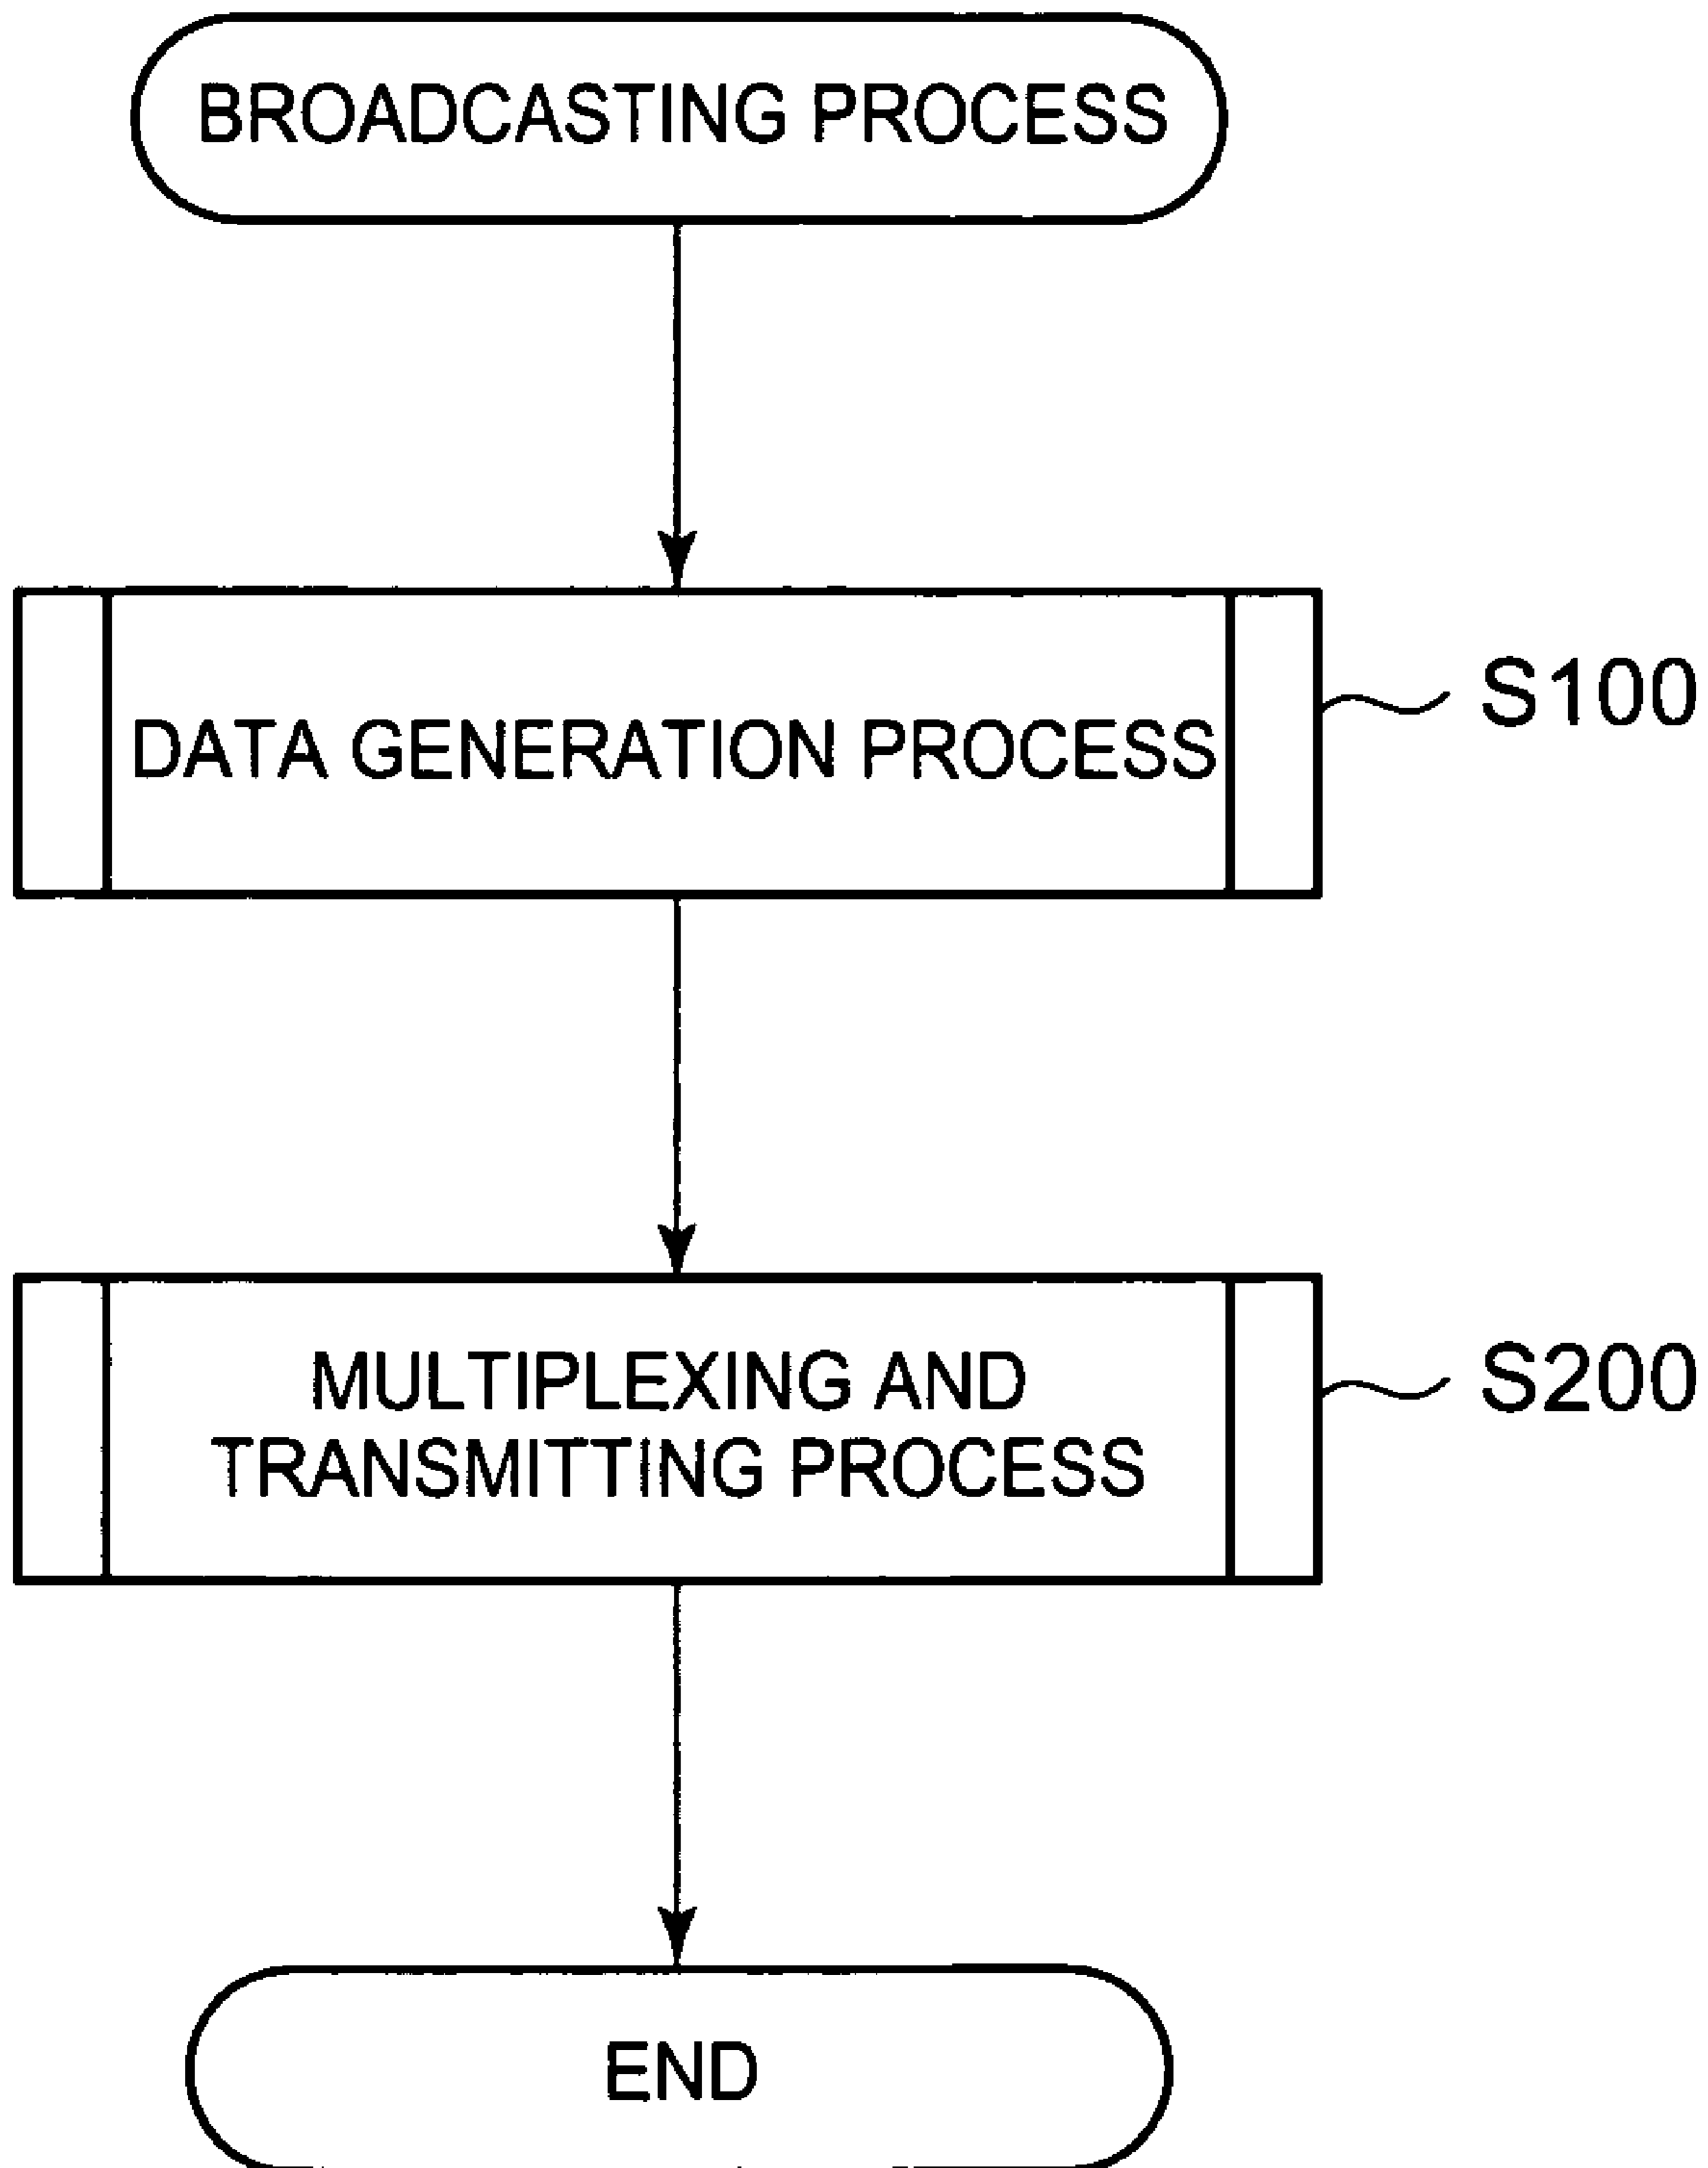 BROADCASTING PROCESS
DATA GENERATION PROCESS
S100
MULTIPLEXING AND
TRANSMITTING PROCESS
S200
END